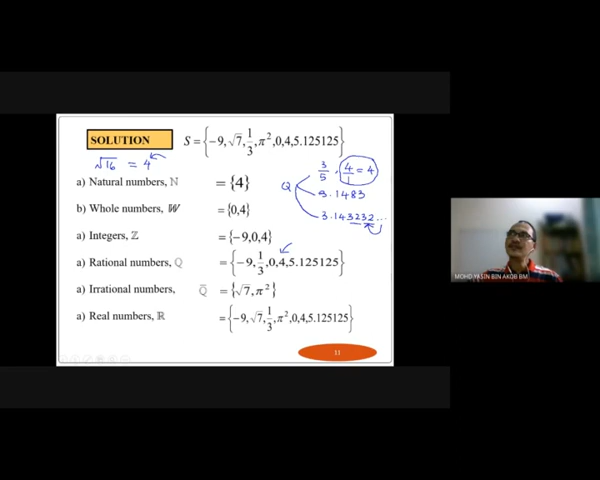 SOLUTION S = {−9, √7, 1/3, π², 0, 4, 5.125125}
√16 = 4
3/5 , 4/1 = 4
Q
3.1483
3.143232...
a) Natural numbers, ℕ = {4}
b) Whole numbers, W = {0,4}
a) Integers, ℤ = {−9,0,4}
a) Rational numbers, ℚ = {−9, 1/3, 0, 4, 5.125125}
a) Irrational numbers, Q̄ = {√7, π²}
a) Real numbers, ℝ = {−9, √7, 1/3, π², 0, 4, 5.125125}
11
MOHD YASIN BIN AKOB BM